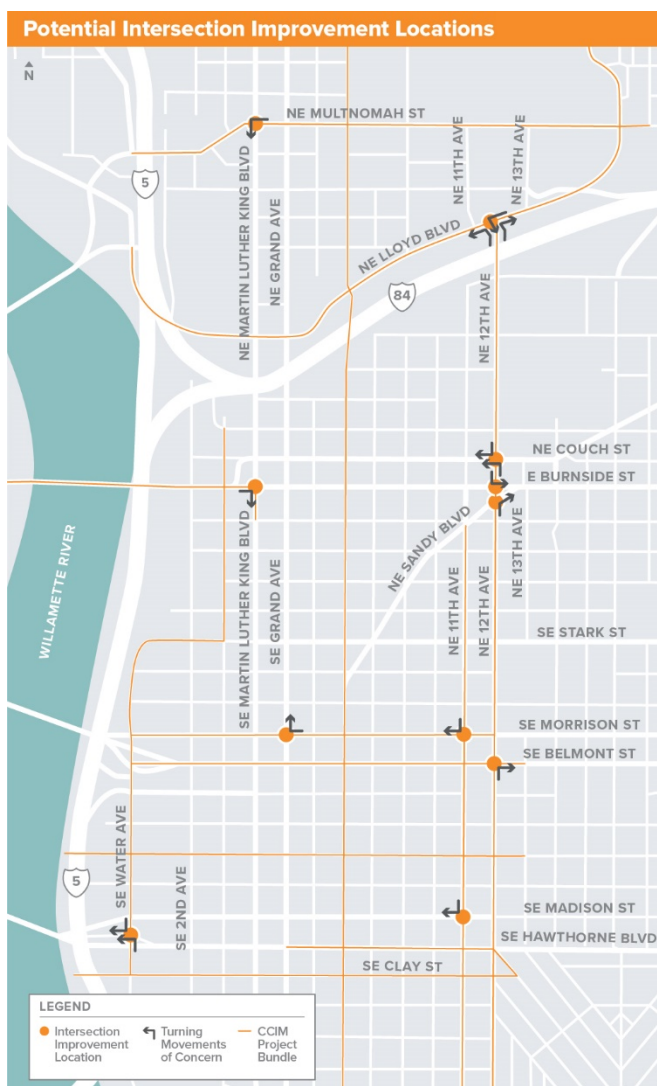 Potential Intersection Improvement Locations
N
NE MULTNOMAH ST
5
NE MARTIN LUTHER KING BLVD
NE GRAND AVE
NE 11TH AVE
NE 13TH AVE
NE LLOYD BLVD
84
NE 12TH AVE
NE COUCH ST
E BURNSIDE ST
NE SANDY BLVD
NE 13TH AVE
WILLAMETTE RIVER
SE MARTIN LUTHER KING BLVD
SE GRAND AVE
NE 11TH AVE
NE 12TH AVE
SE STARK ST
SE MORRISON ST
SE BELMONT ST
SE WATER AVE
5
SE 2ND AVE
SE MADISON ST
SE HAWTHORNE BLVD
SE CLAY ST
LEGEND
Intersection
Improvement
Location
Turning
Movements
of Concern
CCIM
Project
Bundle